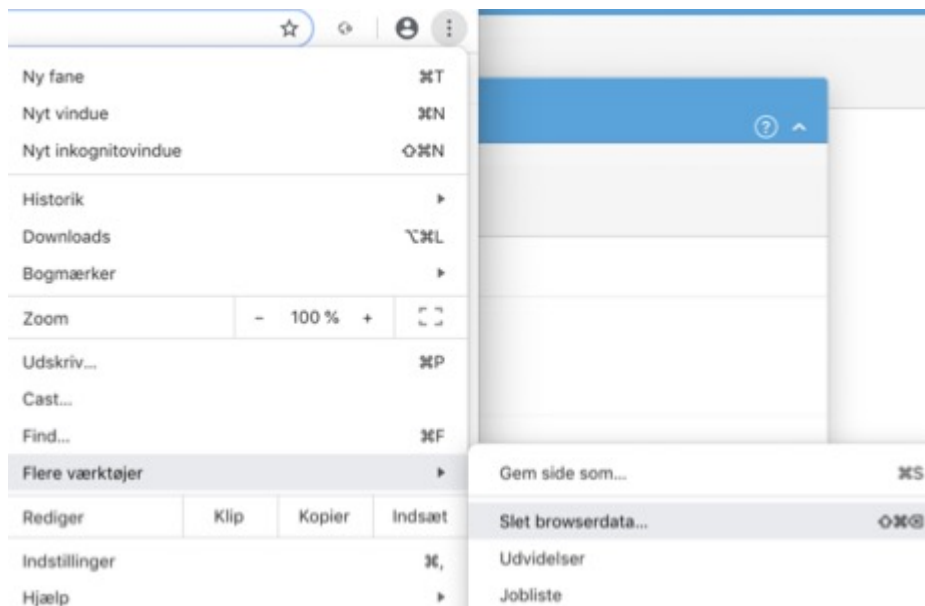 Ny fane ⌘T
Nyt vindue ⌘N
Nyt inkognitovindue ⇧⌘N
Historik
Downloads ⌥⌘L
Bogmærker
Zoom - 100 % +
Udskriv... ⌘P
Cast...
Find... ⌘F
Flere værktøjer
Rediger Klip Kopier Indsæt
Indstillinger ⌘,
Hjælp
Gem side som... ⌘S
Slet browserdata... ⇧⌘⌫
Udvidelser
Jobliste